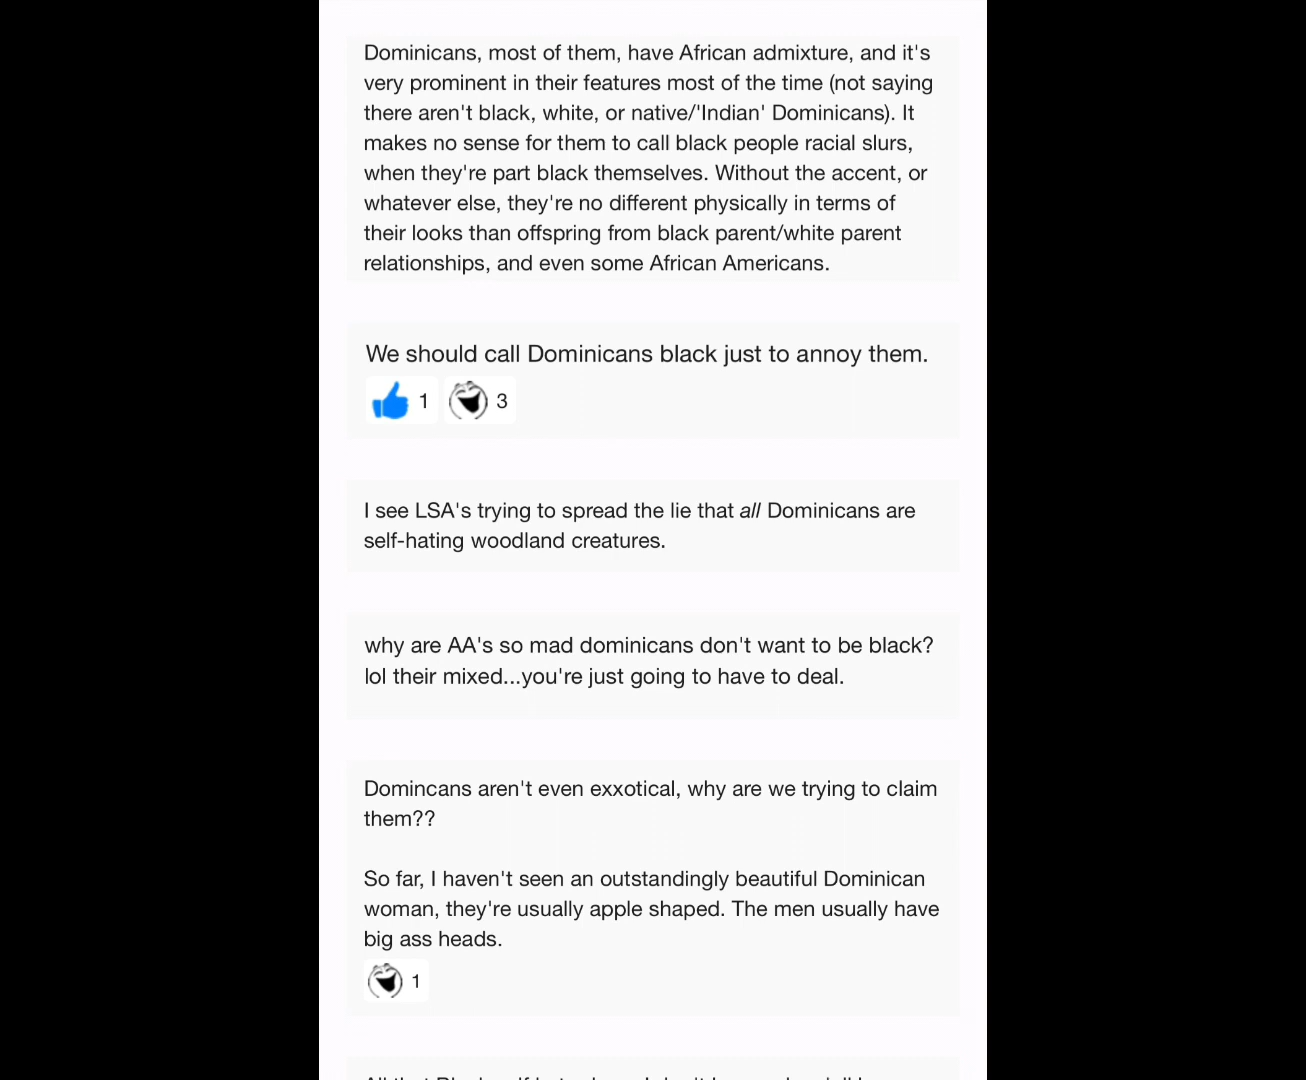 Dominicans, most of them, have African admixture, and it's
very prominent in their features most of the time (not saying
there aren't black, white, or native/'Indian' Dominicans). It
makes no sense for them to call black people racial slurs,
when they're part black themselves. Without the accent, or
whatever else, they're no different physically in terms of
their looks than offspring from black parent/white parent
relationships, and even some African Americans.
We should call Dominicans black just to annoy them.
1 3
I see LSA's trying to spread the lie that all Dominicans are
self-hating woodland creatures.
why are AA's so mad dominicans don't want to be black?
lol their mixed...you're just going to have to deal.
Domincans aren't even exxotical, why are we trying to claim
them??
So far, I haven't seen an outstandingly beautiful Dominican
woman, they're usually apple shaped. The men usually have
big ass heads.
1